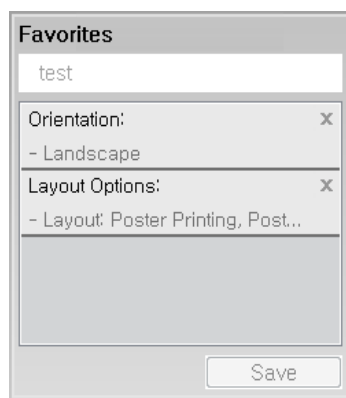 Favorites
test
Orientation:
x
- Landscape
Layout Options:
x
- Layout: Poster Printing, Post...
Save